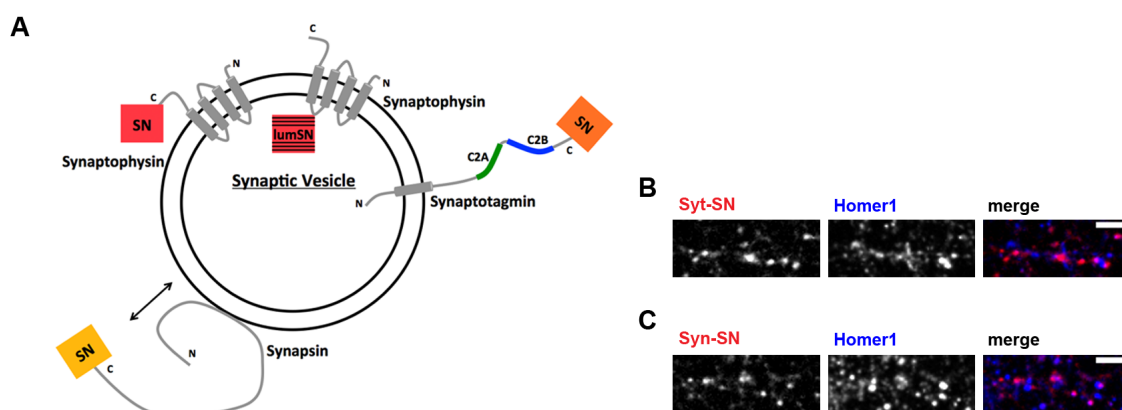 A
C
N
C
N
SN
Synaptophysin
lumSN
Synaptophysin
SN
C2A
C2B
C
Synaptic Vesicle
N
Synaptotagmin
SN
C
N
Synapsin
B
Syt-SN Homer1 merge
C
Syn-SN Homer1 merge